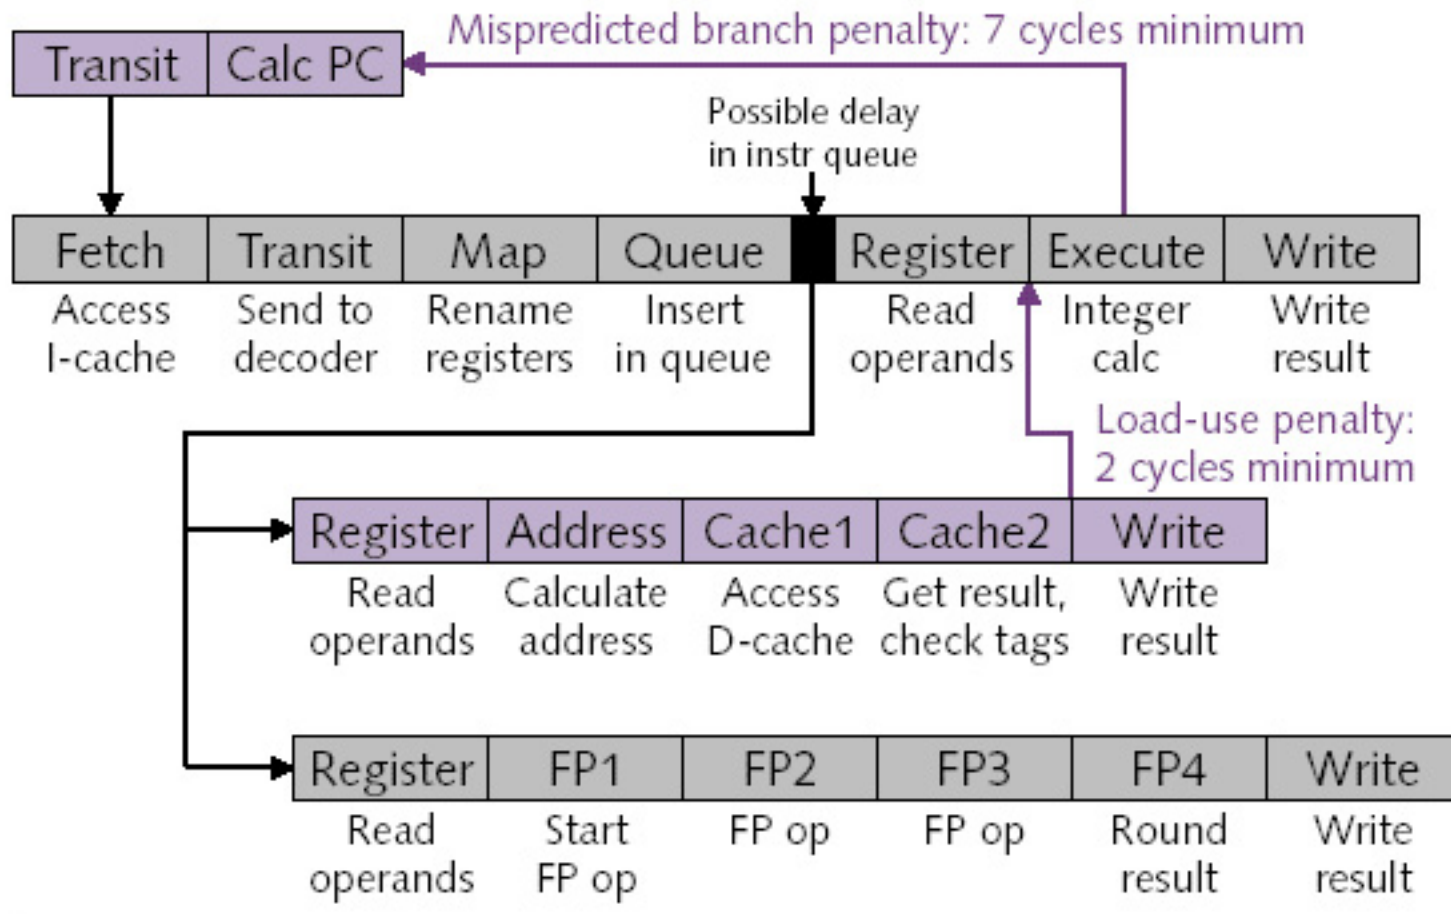 Mispredicted branch penalty: 7 cycles minimum
Transit Calc PC
Possible delay
in instr queue
Fetch Transit Map Queue Register Execute Write
Access Send to Rename Insert Read Integer Write
I-cache decoder registers in queue operands calc result
Load-use penalty:
2 cycles minimum
Register Address Cache1 Cache2 Write
Read Calculate Access Get result, Write
operands address D-cache check tags result
Register FP1 FP2 FP3 FP4 Write
Read Start FP op FP op Round Write
operands FP op result result